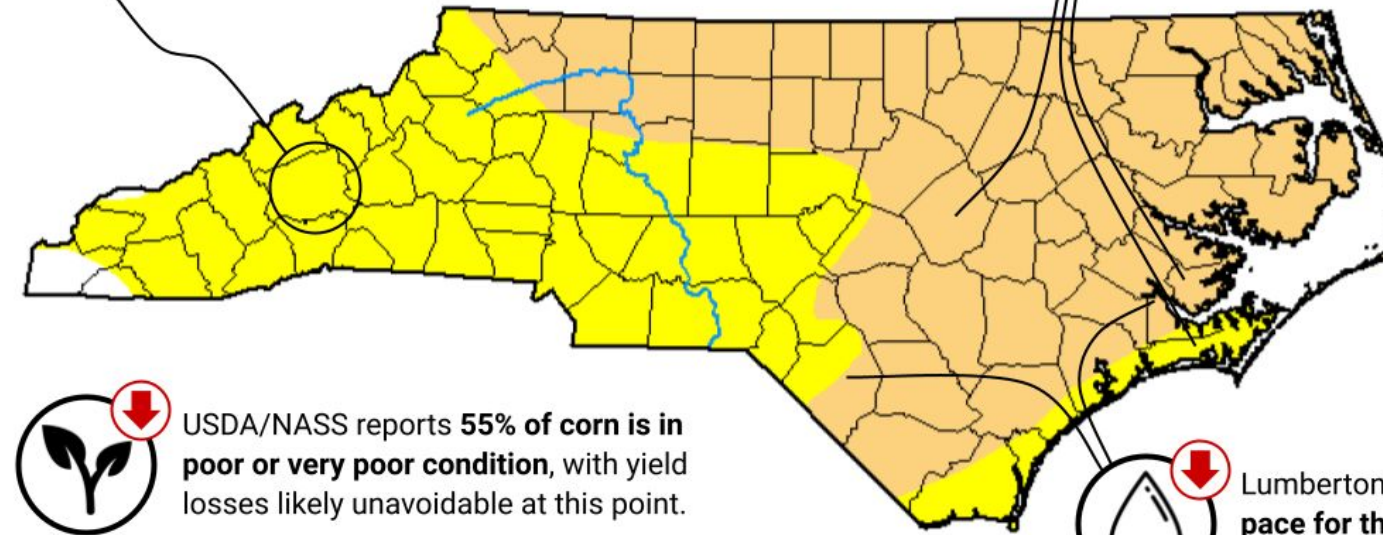 USDA/NASS reports 55% of corn is in
poor or very poor condition, with yield
losses likely unavoidable at this point.
Lumberton
pace for th